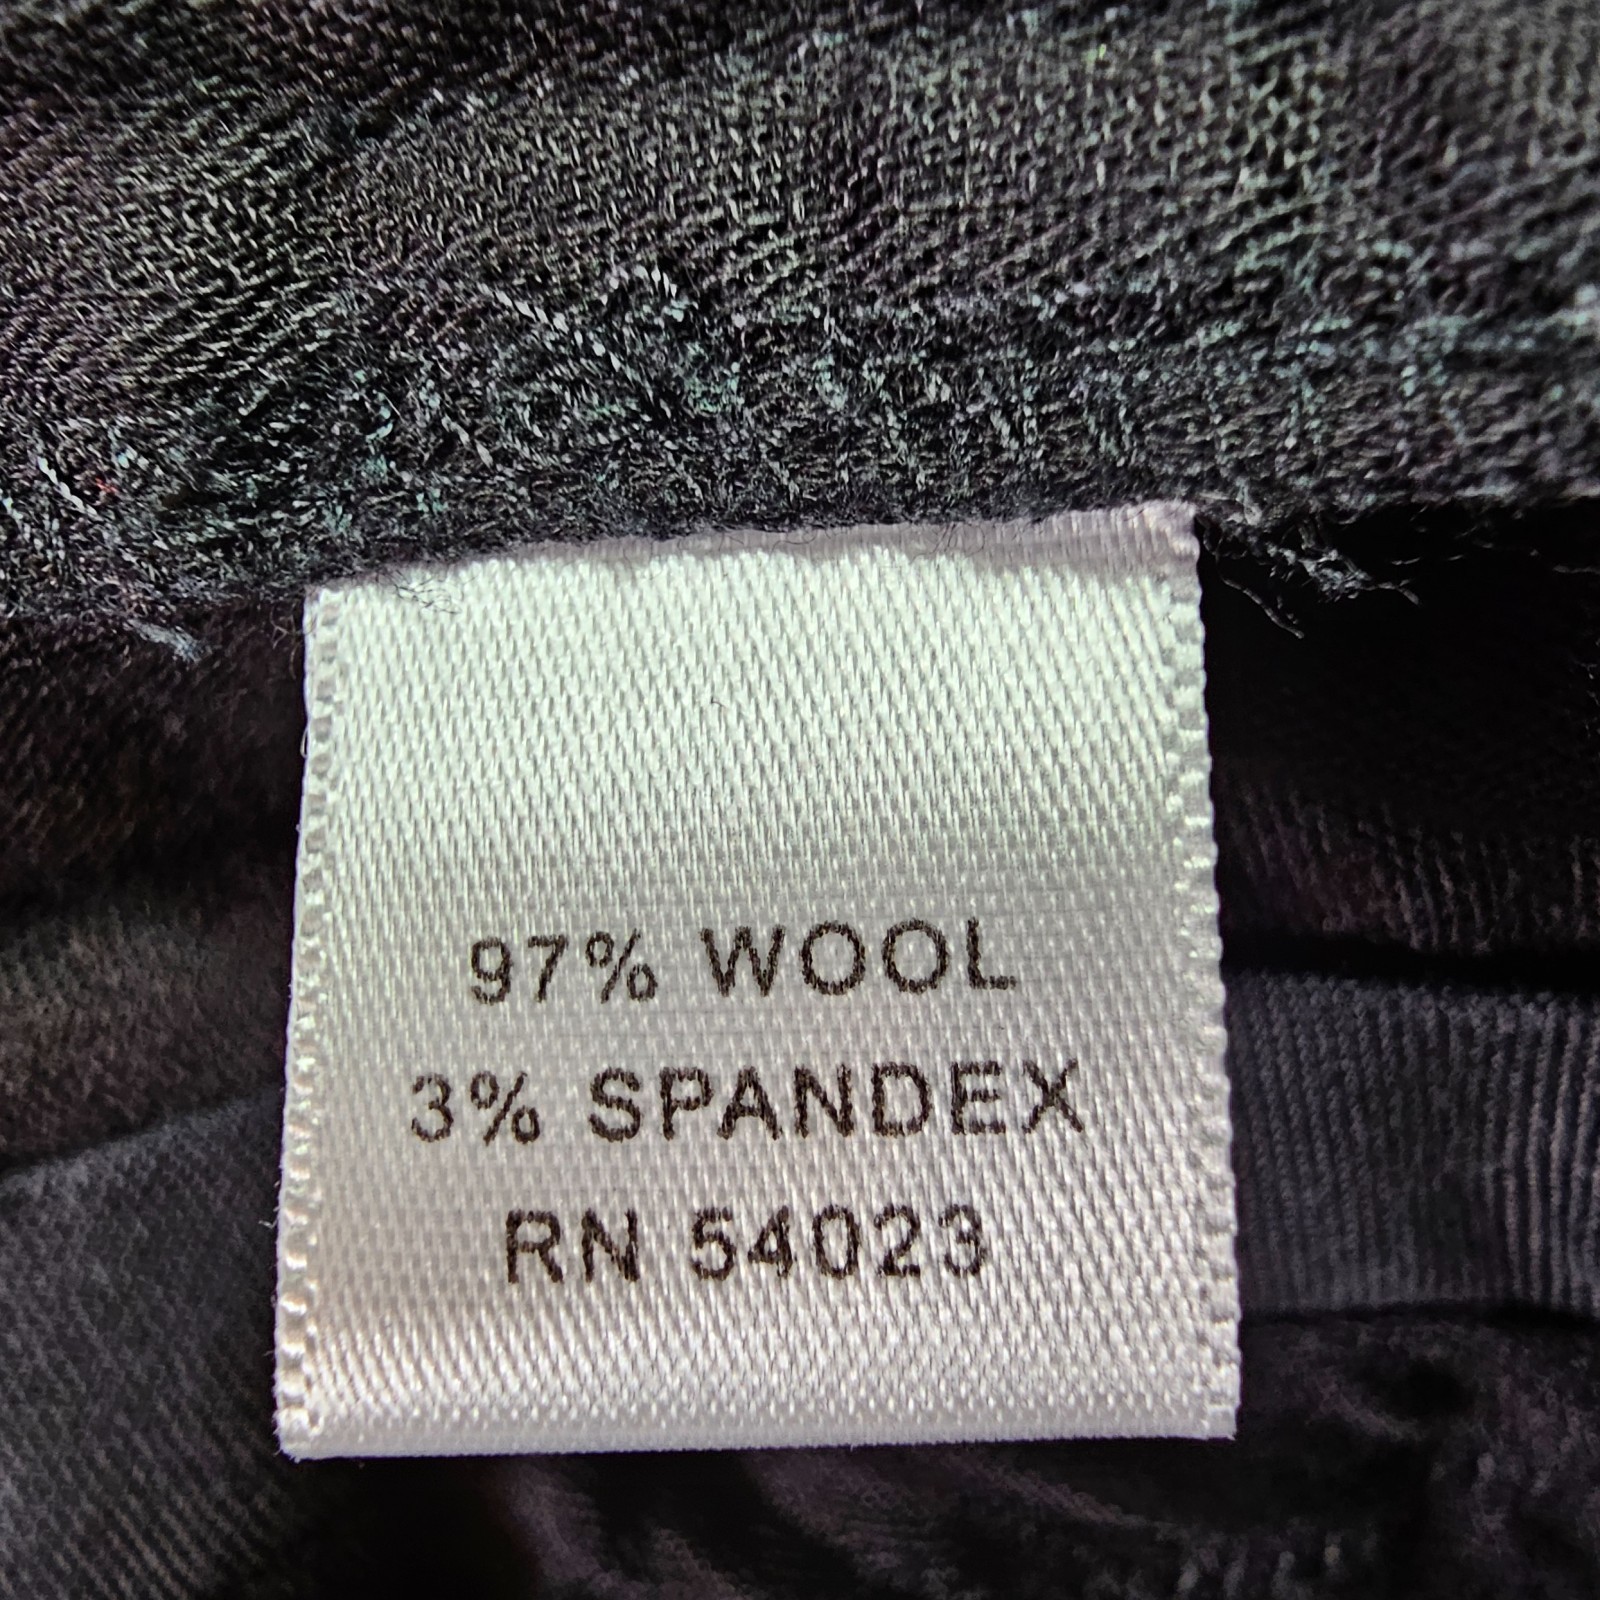 97% WOOL
3% SPANDEX
RN 54023